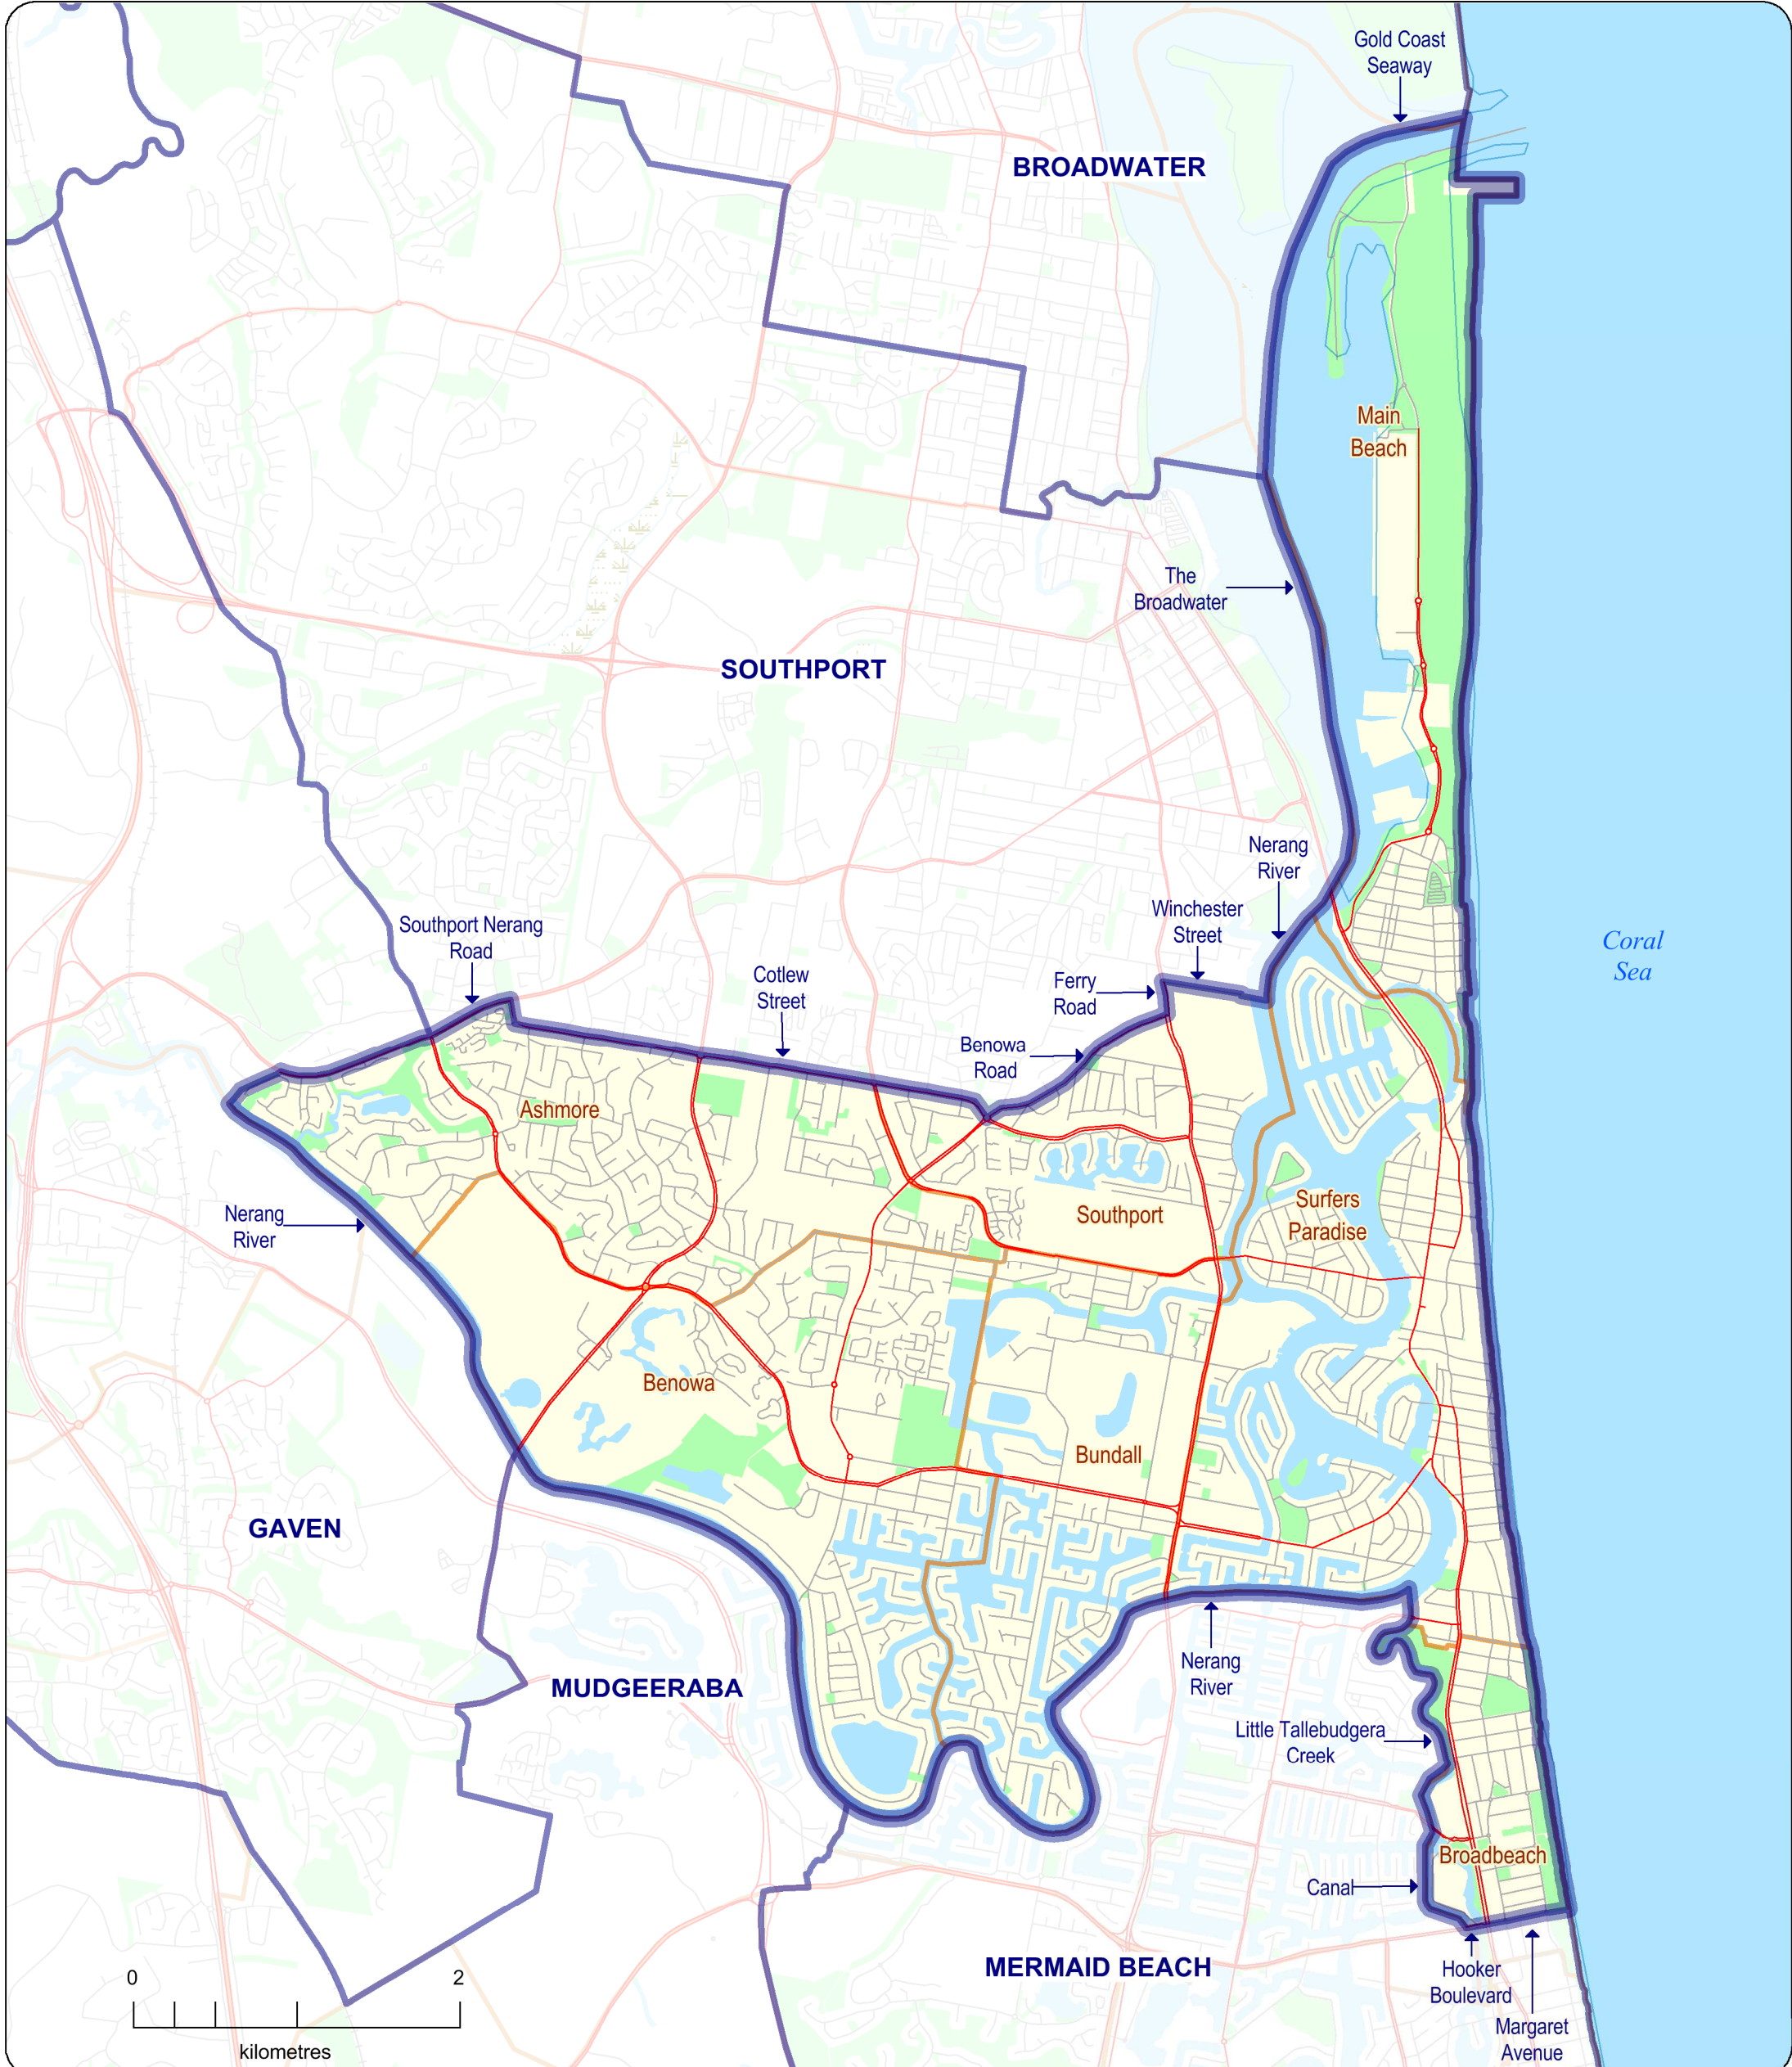 Gold Coast
Seaway
BROADWATER
Main
Beach
The
Broadwater
SOUTHPORT
Nerang
River
Winchester
Street
Southport Nerang
Road
Coral
Sea
Cotlew
Street
Ferry
Road
Benowa
Road
Ashmore
Nerang
River
Southport
Surfers
Paradise
Benowa
Bundall
GAVEN
Nerang
River
MUDGEERABA
Little Tallebudgera
Creek
Broadbeach
Canal
MERMAID BEACH
Hooker
Boulevard
Margaret
Avenue
0 2
kilometres